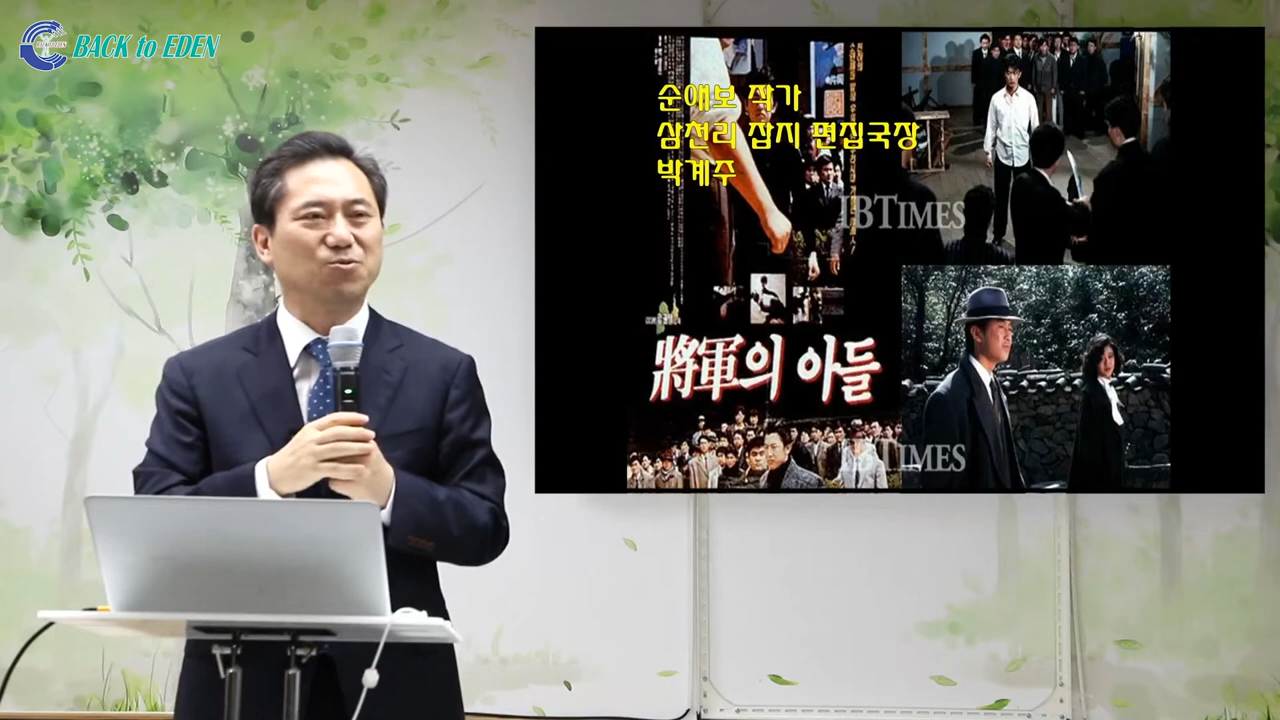 BACK to EDEN
순애보 작가
삼천리 잡지 편집국장
박계주
IBTIMES
將軍의 아들
IBTIMES